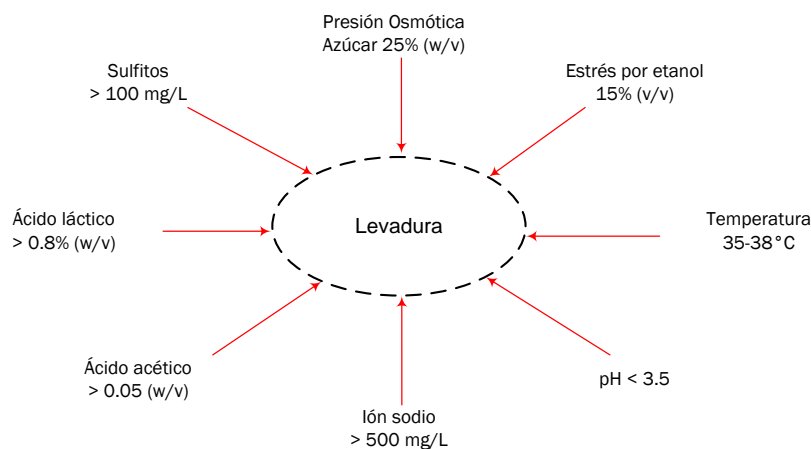 Presión Osmótica
Azúcar 25% (w/v)
Sulfitos
> 100 mg/L
Estrés por etanol
15% (v/v)
Ácido láctico
> 0.8% (w/v)
Levadura
Temperatura
35-38°C
Ácido acético
> 0.05 (w/v)
Ión sodio
> 500 mg/L
pH < 3.5